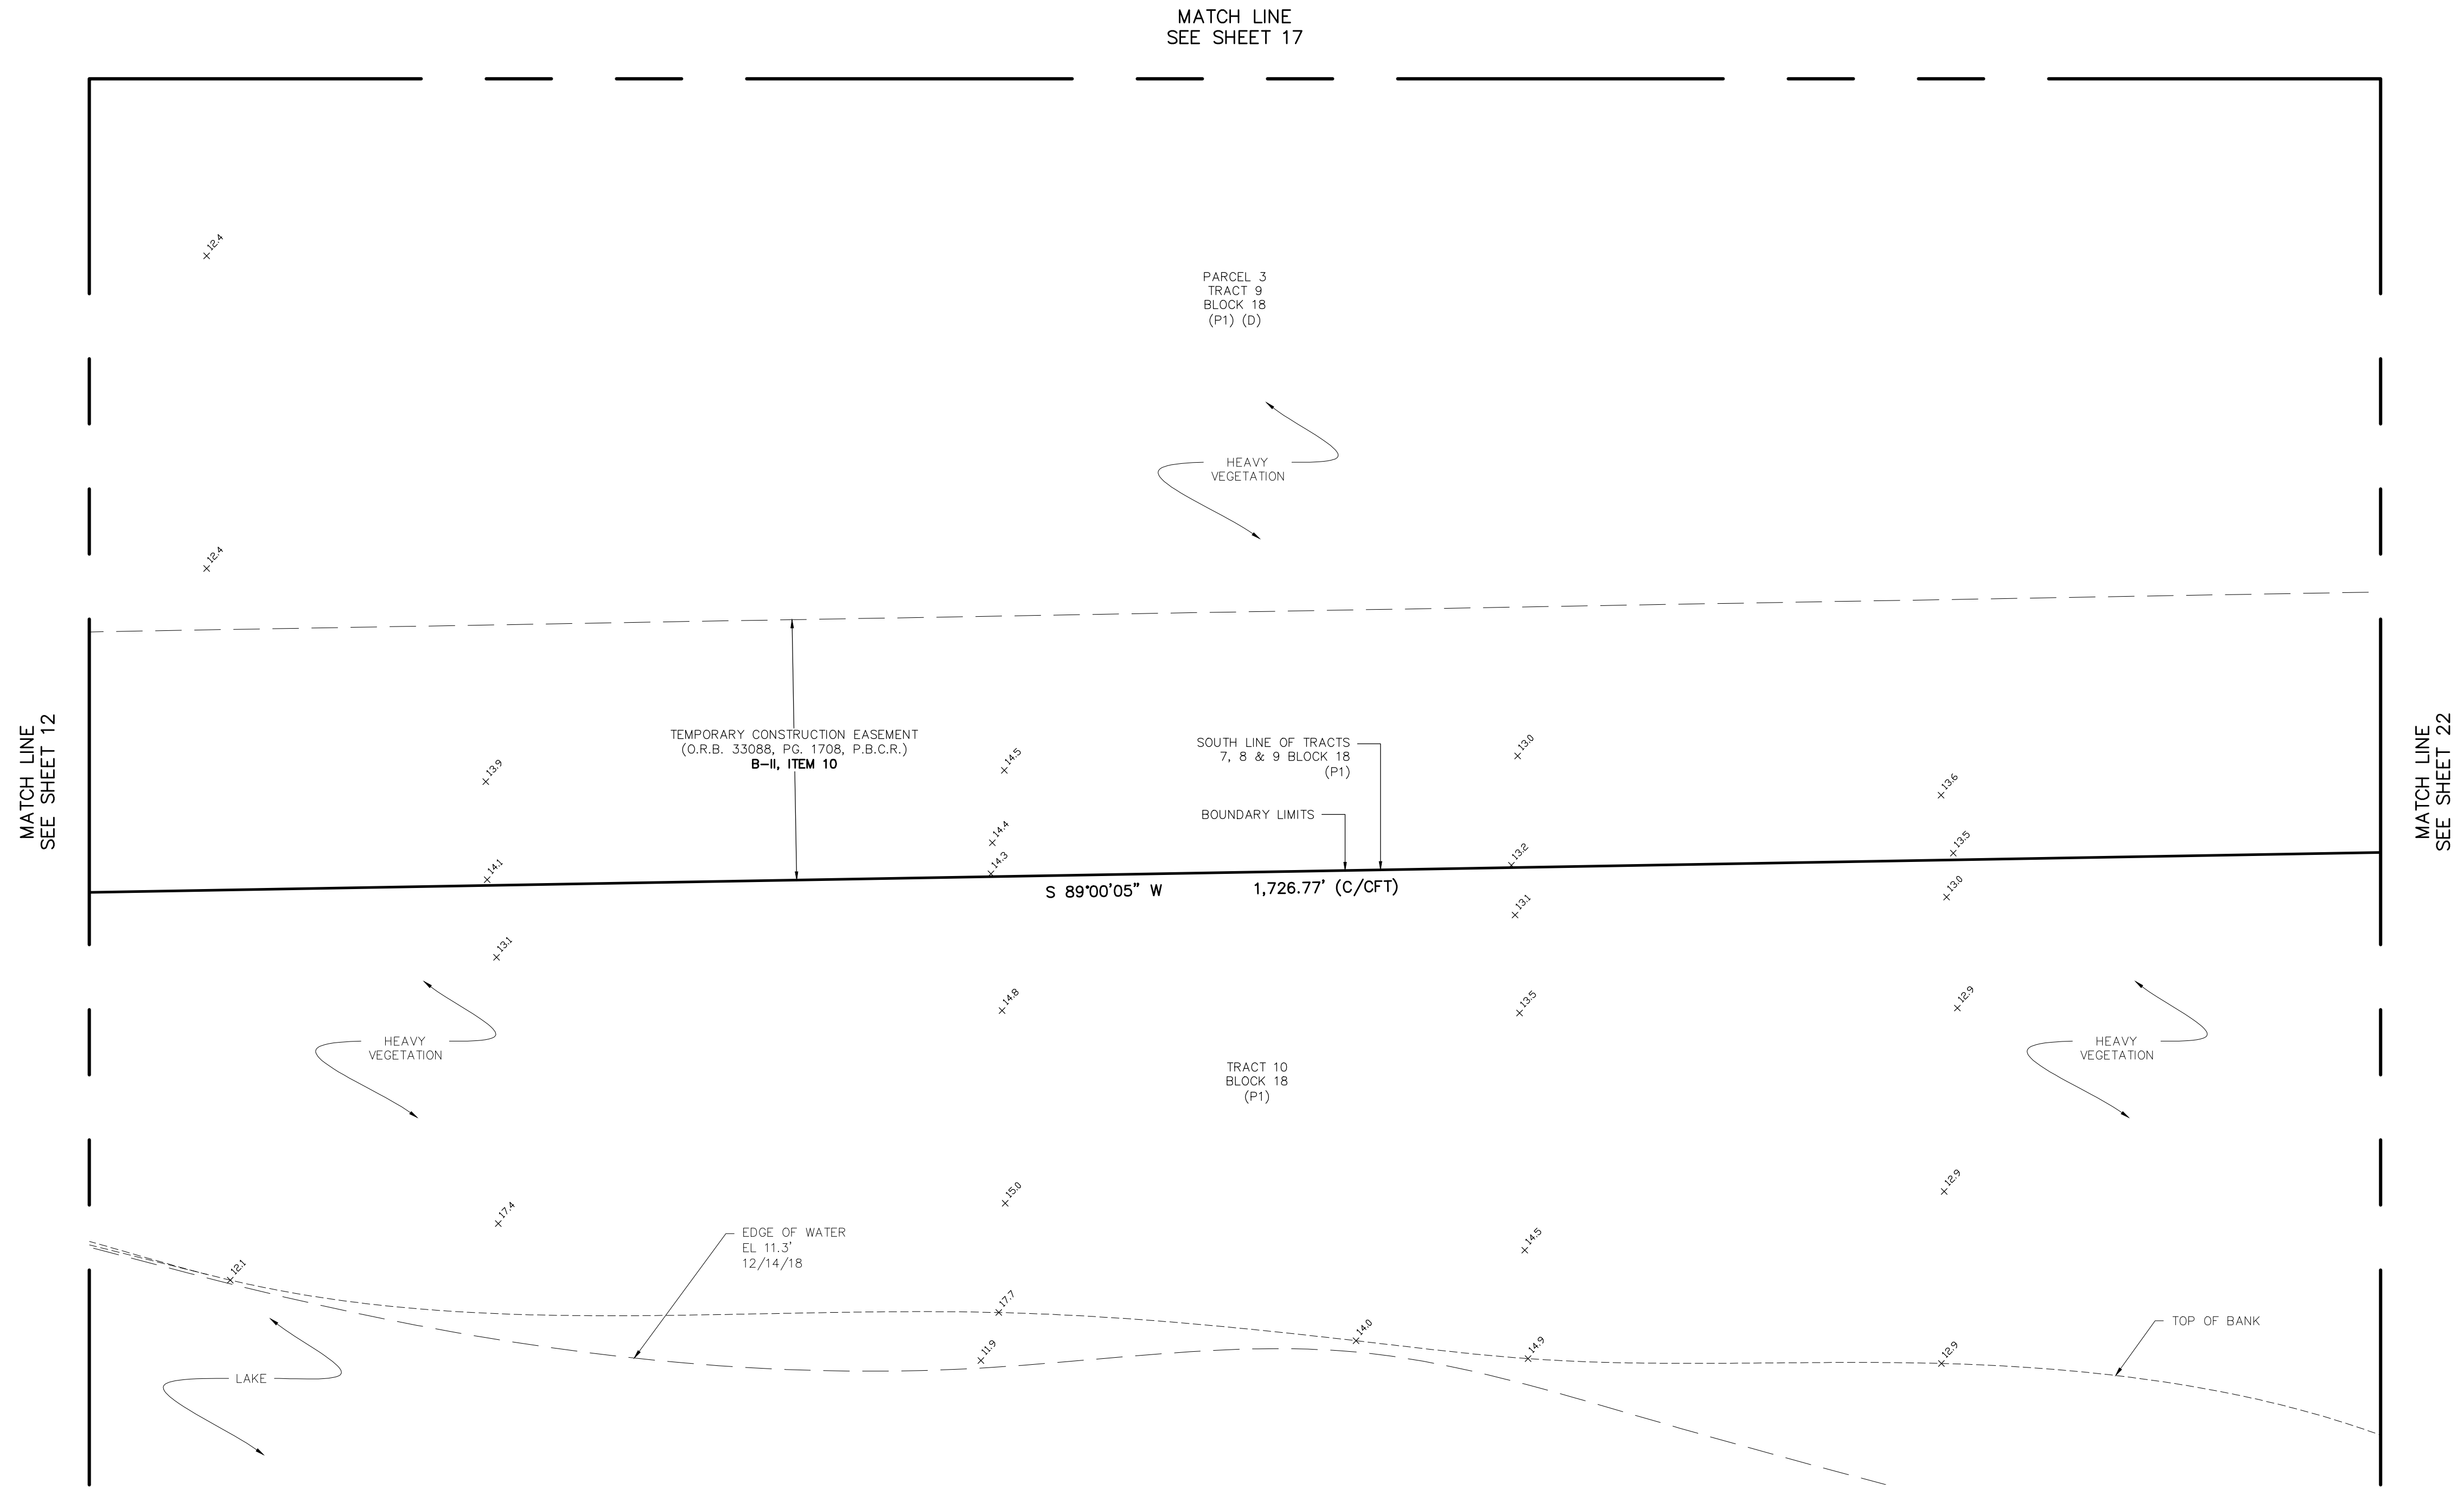 MATCH LINE
SEE SHEET 17
12.4
PARCEL 3
TRACT 9
BLOCK 18
(P1) (D)
HEAVY
VEGETATION
12.4
MATCH LINE
SEE SHEET 12
MATCH LINE
SEE SHEET 22
TEMPORARY CONSTRUCTION EASEMENT
(O.R.B. 33088, PG. 1708, P.B.C.R.)
B-II, ITEM 10
SOUTH LINE OF TRACTS
7, 8 & 9 BLOCK 18
(P1)
BOUNDARY LIMITS
13.9
14.5
13.0
13.6
14.4
14.1
14.3
13.2
13.5
S 89°00'05" W
1,726.77' (C/CFT)
13.0
13.1
13.1
14.8
13.5
12.9
HEAVY
VEGETATION
HEAVY
VEGETATION
TRACT 10
BLOCK 18
(P1)
17.4
15.0
12.9
14.5
EDGE OF WATER
EL 11.3'
12/14/18
12.1
17.7
14.0
11.9
14.9
12.9
TOP OF BANK
LAKE